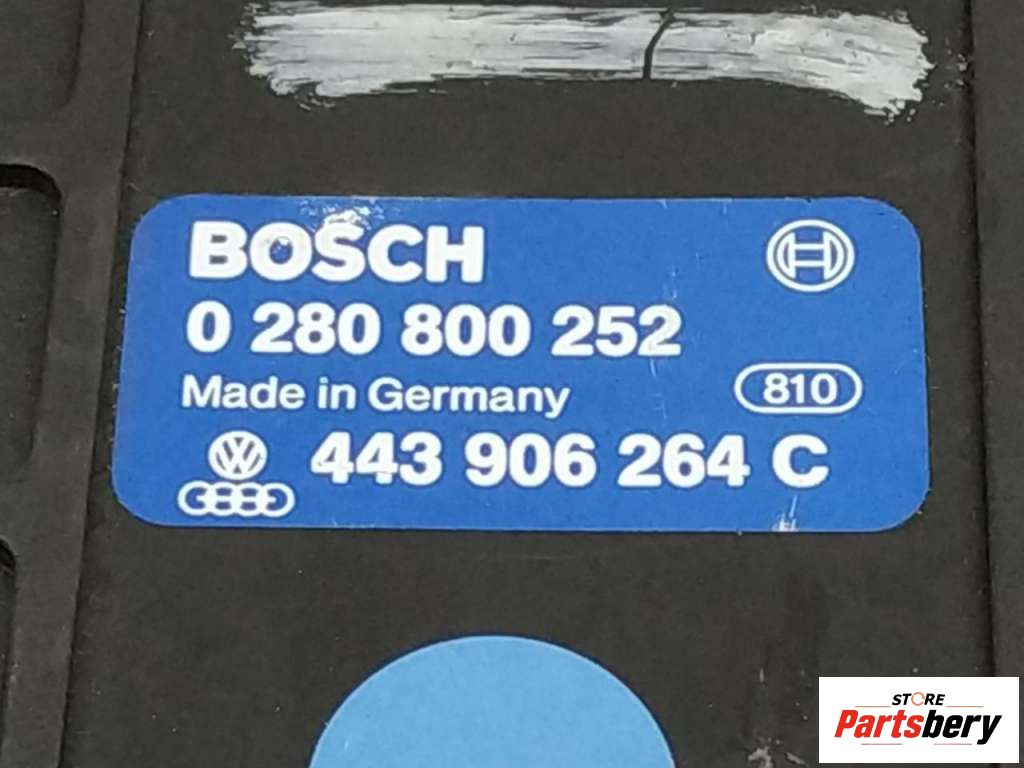 BOSCH
0 280 800 252
Made in Germany
810
443 906 264 C
STORE
Partsbery